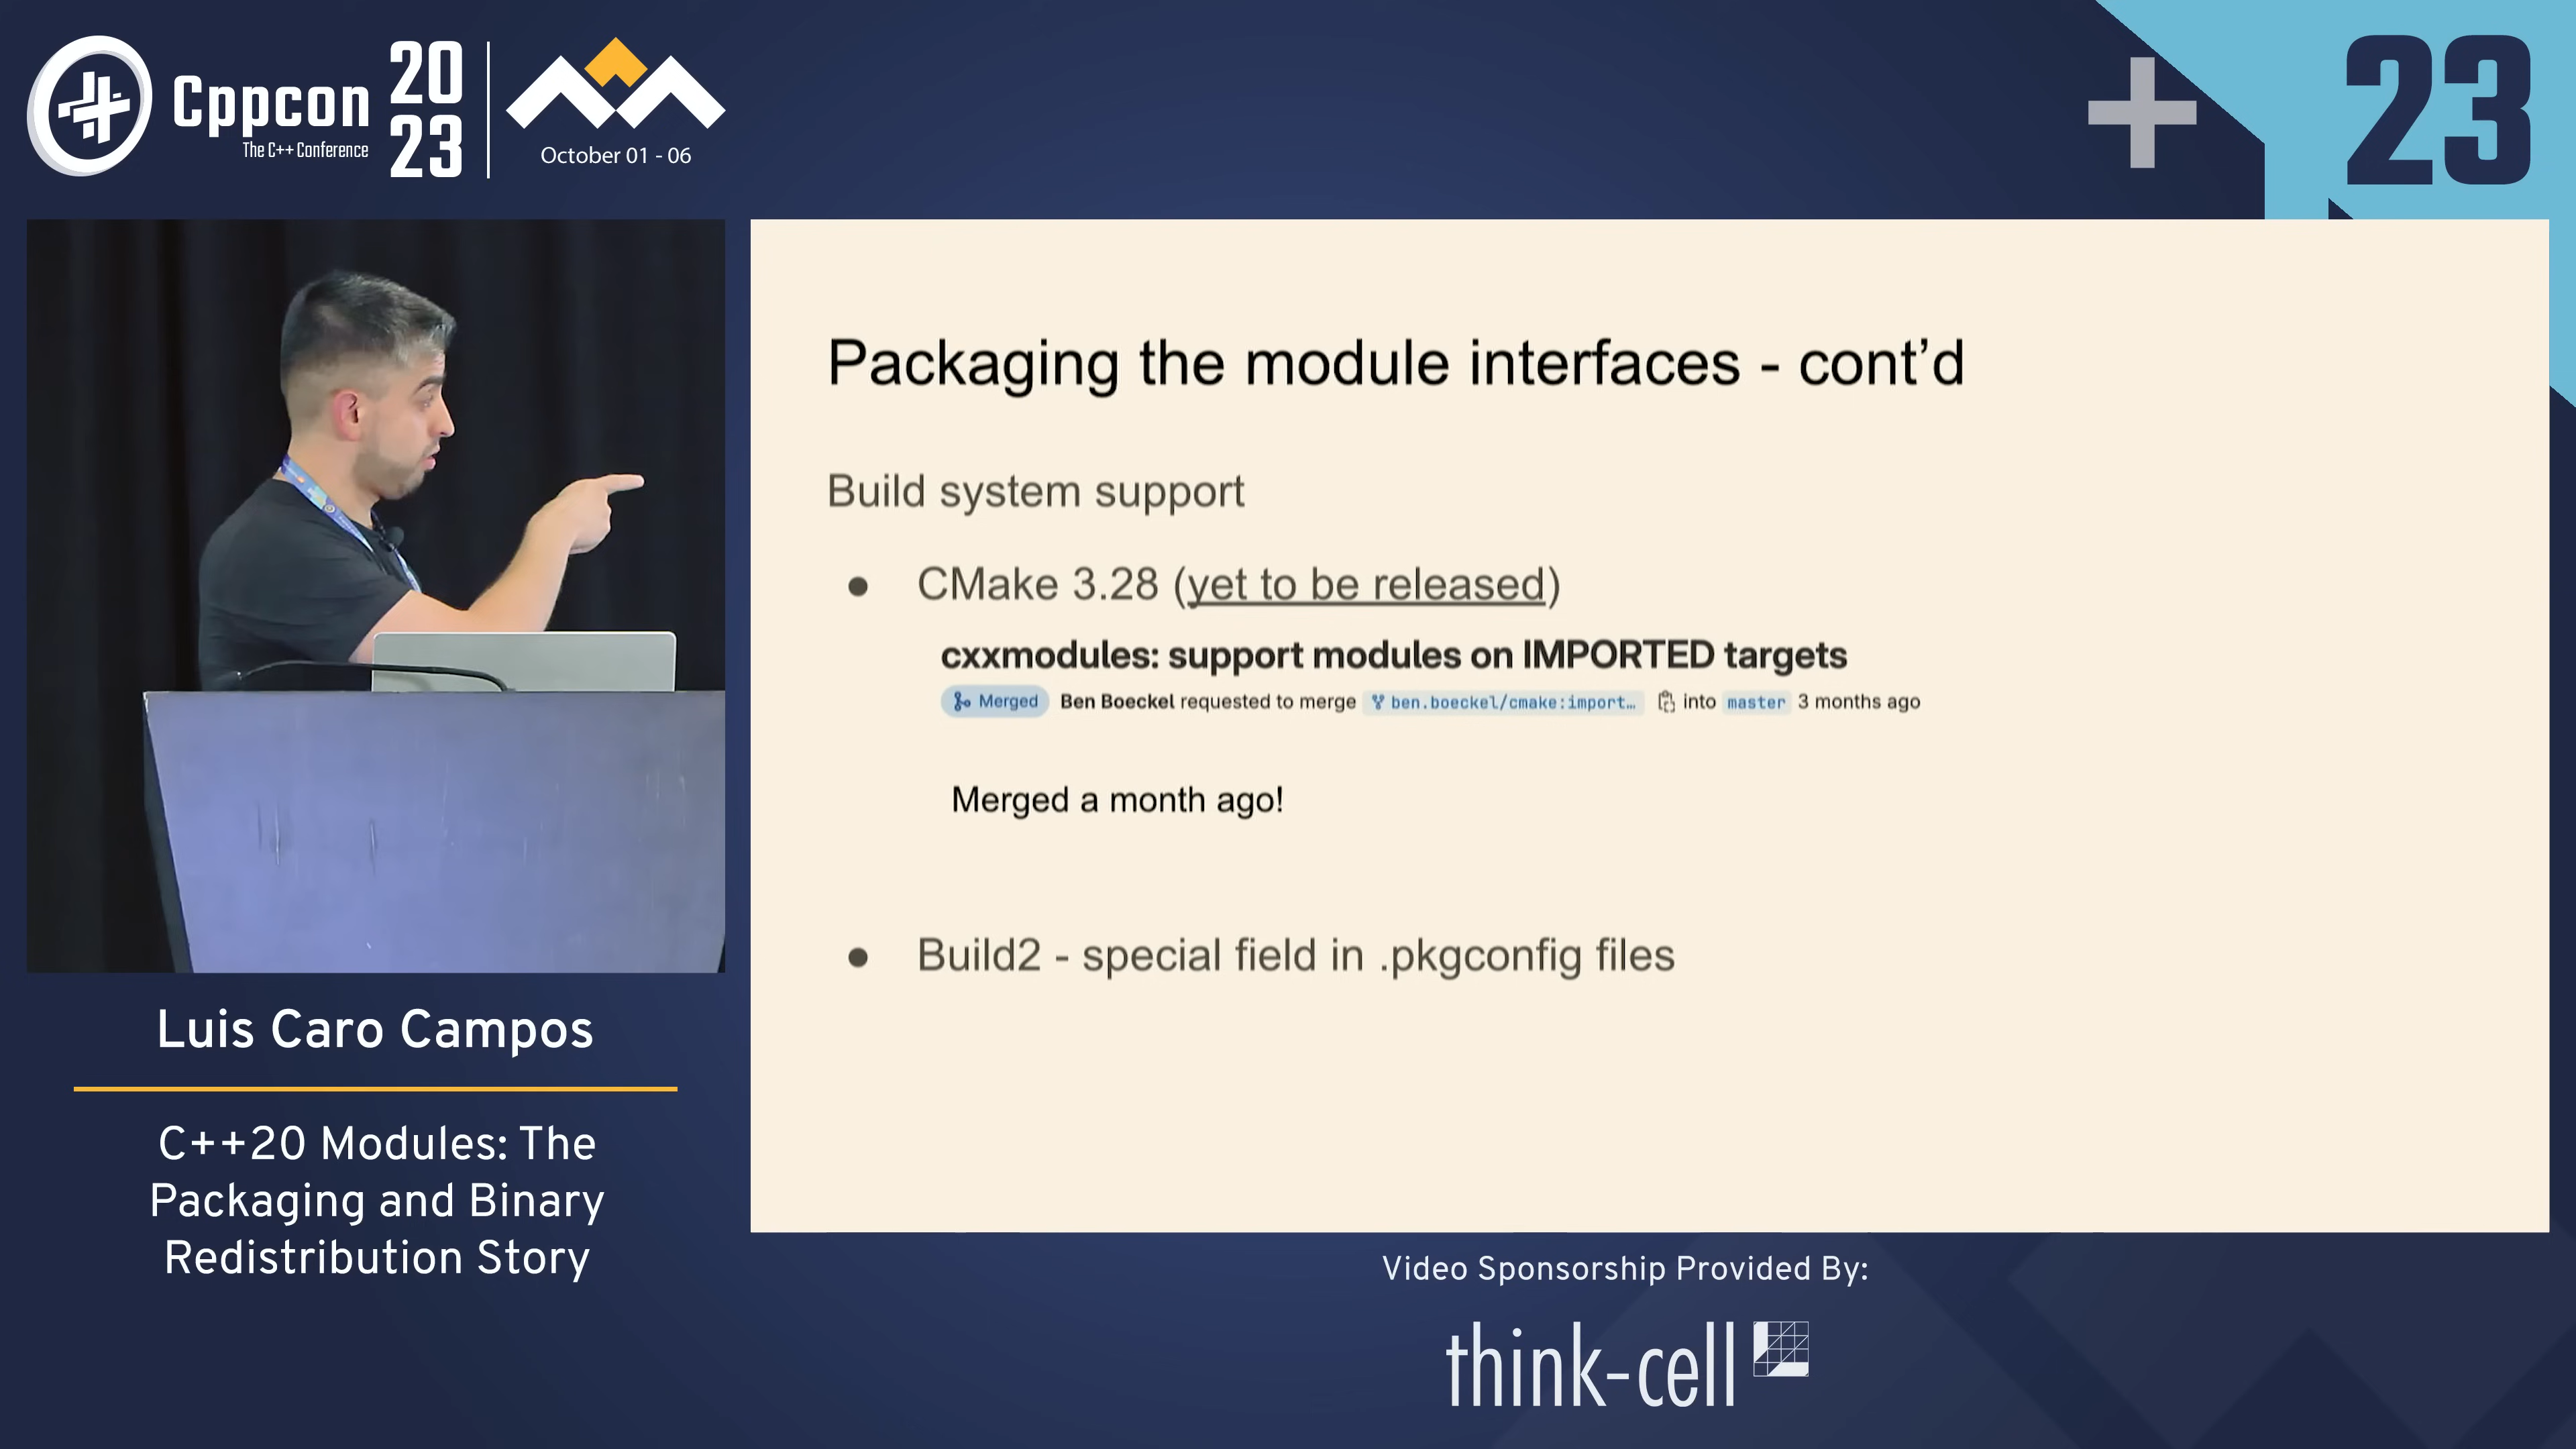 Cppcon
The C++ Conference
20
23
October 01 - 06
23
Packaging the module interfaces - cont’d
Build system support
● CMake 3.28 (yet to be released)
cxxmodules: support modules on IMPORTED targets
Merged Ben Boeckel requested to merge ben.boeckel/cmake:import… into master 3 months ago
Merged a month ago!
● Build2 - special field in .pkgconfig files
Luis Caro Campos
C++20 Modules: The
Packaging and Binary
Redistribution Story
Video Sponsorship Provided By:
think-cell